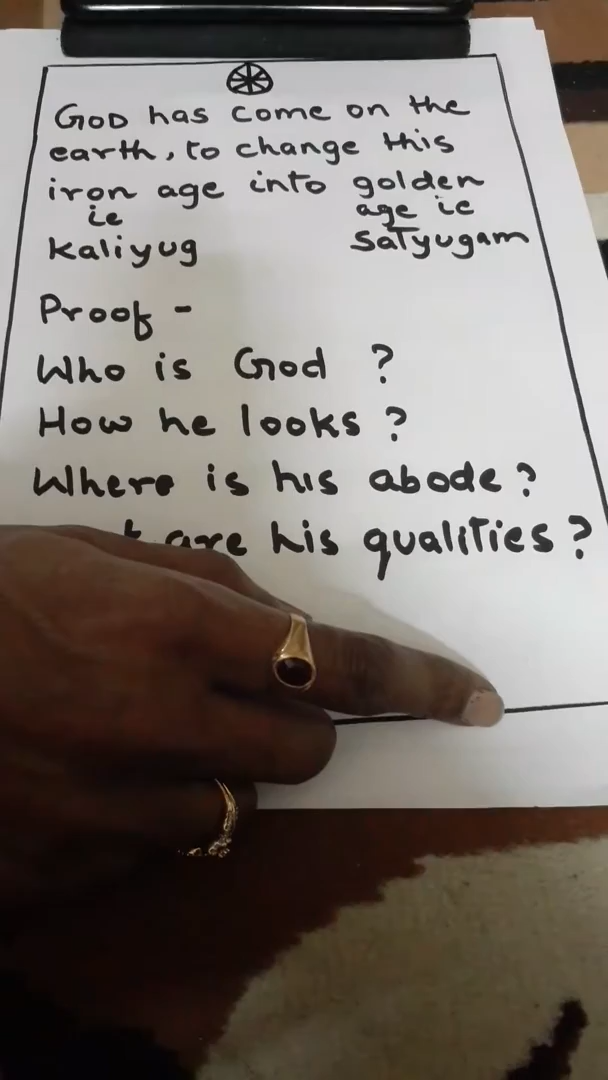 GOD has come on the
earth, to change this
iron age into golden
ie age ie
Kaliyug Satyugam
Proof -
Who is God ?
How he looks ?
Where is his abode ?
are his qualities ?